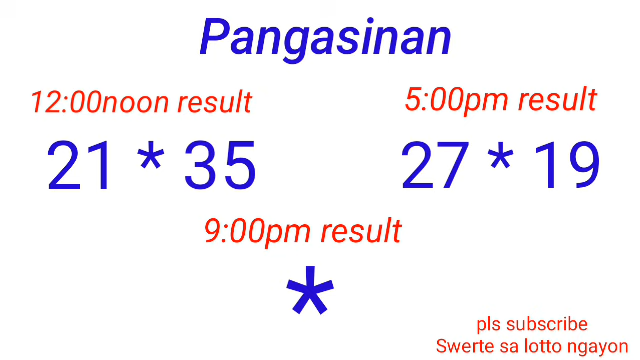 Pangasinan
12:00noon result
21 * 35
5:00pm result
27 * 19
9:00pm result
*
pls subscribe
Swerte sa lotto ngayon